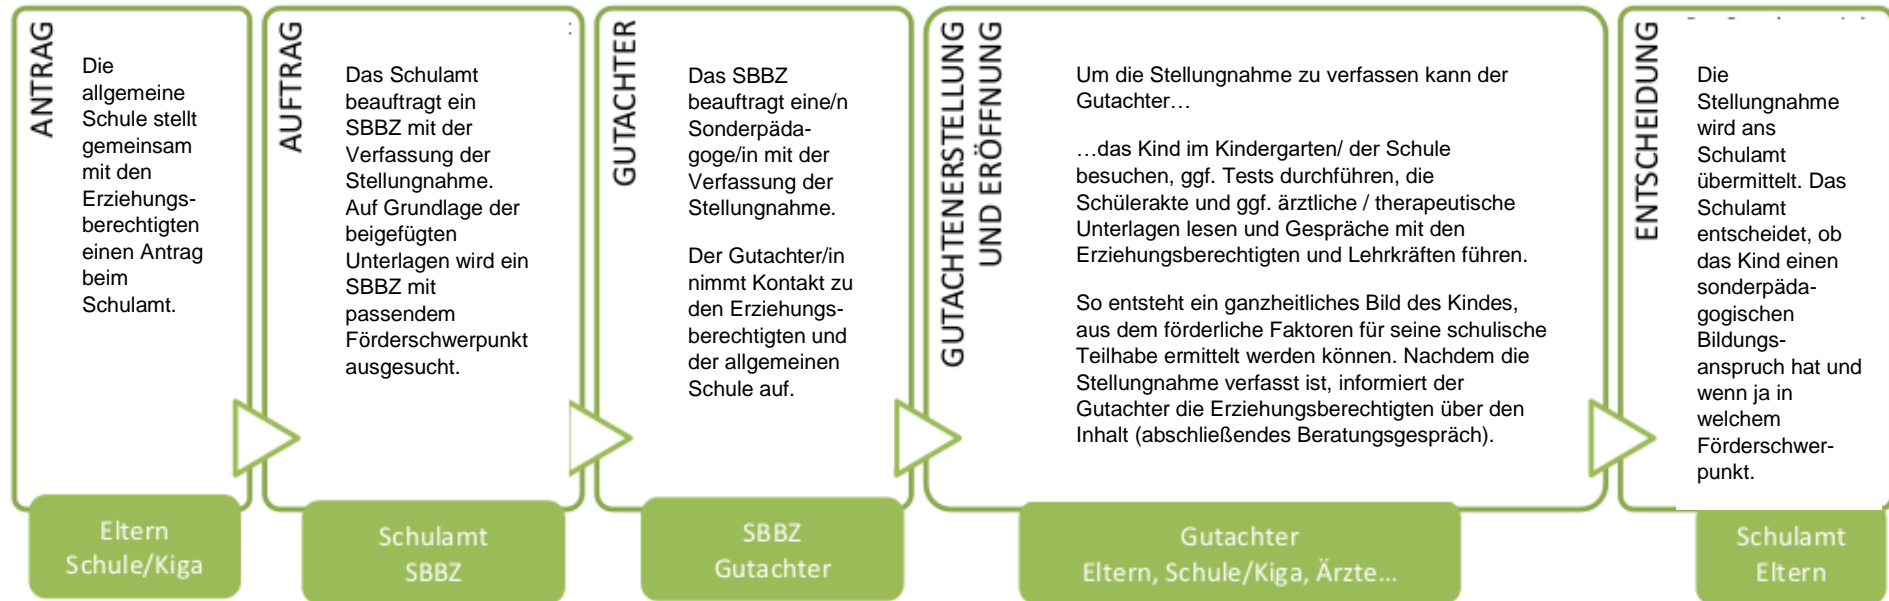 ANTRAG
Die
allgemeine
Schule stellt
gemeinsam
mit den
Erziehungs-
berechtigten
einen Antrag
beim
Schulamt.
Eltern
Schule/Kiga
AUFTRAG
Das Schulamt
beauftragt ein
SBBZ mit der
Verfassung der
Stellungnahme.
Auf Grundlage der
beigefügten
Unterlagen wird ein
SBBZ mit
passendem
Förderschwerpunkt
ausgesucht.
Schulamt
SBBZ
GUTACHTER
Das SBBZ
beauftragt eine/n
Sonderpäda-
goge/in mit der
Verfassung der
Stellungnahme.
Der Gutachter/in
nimmt Kontakt zu
den Erziehungs-
berechtigten und
der allgemeinen
Schule auf.
SBBZ
Gutachter
GUTACHTENERSTELLUNG
UND ERÖFFNUNG
Um die Stellungnahme zu verfassen kann der
Gutachter…
…das Kind im Kindergarten/ der Schule
besuchen, ggf. Tests durchführen, die
Schülerakte und ggf. ärztliche / therapeutische
Unterlagen lesen und Gespräche mit den
Erziehungsberechtigten und Lehrkräften führen.
So entsteht ein ganzheitliches Bild des Kindes,
aus dem förderliche Faktoren für seine schulische
Teilhabe ermittelt werden können. Nachdem die
Stellungnahme verfasst ist, informiert der
Gutachter die Erziehungsberechtigten über den
Inhalt (abschließendes Beratungsgespräch).
Gutachter
Eltern, Schule/Kiga, Ärzte…
ENTSCHEIDUNG
Die
Stellungnahme
wird ans
Schulamt
übermittelt. Das
Schulamt
entscheidet, ob
das Kind einen
sonderpäda-
gogischen
Bildungs-
anspruch hat und
wenn ja in
welchem
Förderschwer-
punkt.
Schulamt
Eltern